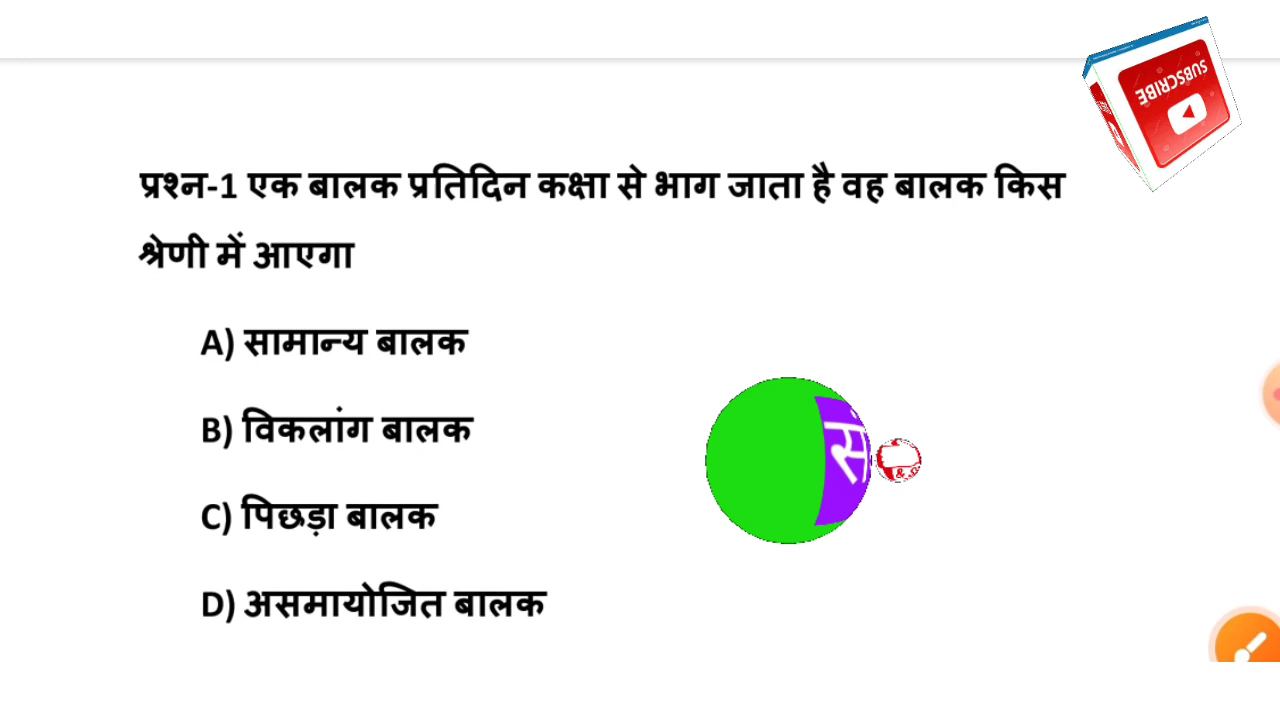 SUBSCRIBE
प्रश्न-1 एक बालक प्रतिदिन कक्षा से भाग जाता है वह बालक किस
श्रेणी में आएगा
A) सामान्य बालक
B) विकलांग बालक
C) पिछड़ा बालक
D) असमायोजित बालक
सं